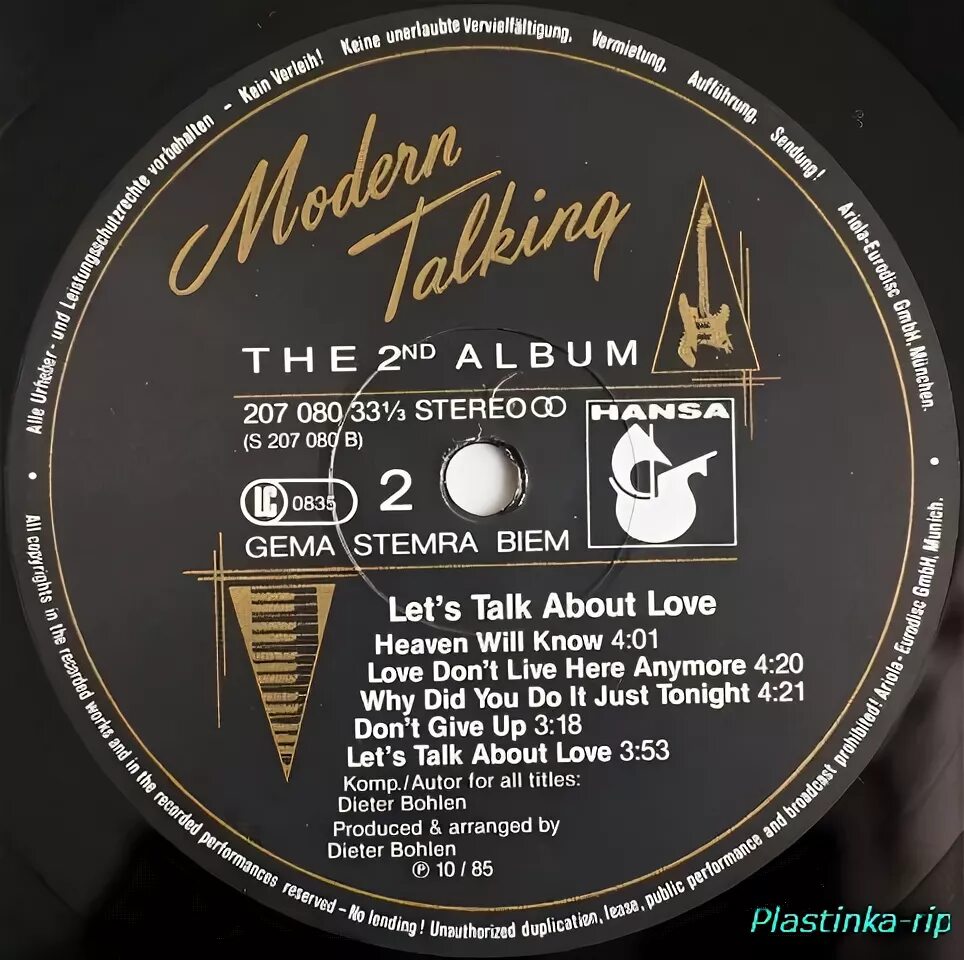 Alle Urheber- und Leistungsschutzrechte vorbehalten - Kein Verleih! Keine unerlaubte Vervielfältigung, Vermietung, Aufführung, Sendung! Ariola-Eurodisc GmbH, München.
Modern
Talking
THE 2ND ALBUM
207 080 33⅓ STEREO
(S 207 080 B)
HANSA
LC 0835
2
GEMA STEMRA BIEM
Let's Talk About Love
Heaven Will Know 4:01
Love Don't Live Here Anymore 4:20
Why Did You Do It Just Tonight 4:21
Don't Give Up 3:18
Let's Talk About Love 3:53
Komp./Autor for all titles:
Dieter Bohlen
Produced & arranged by
Dieter Bohlen
℗ 10 / 85
All copyrights in the recorded works and in the recorded performances reserved - No lending! Unauthorized duplication, lease, public performance and broadcast prohibited! Ariola - Eurodisc GmbH, Munich.
Plastinka-rip